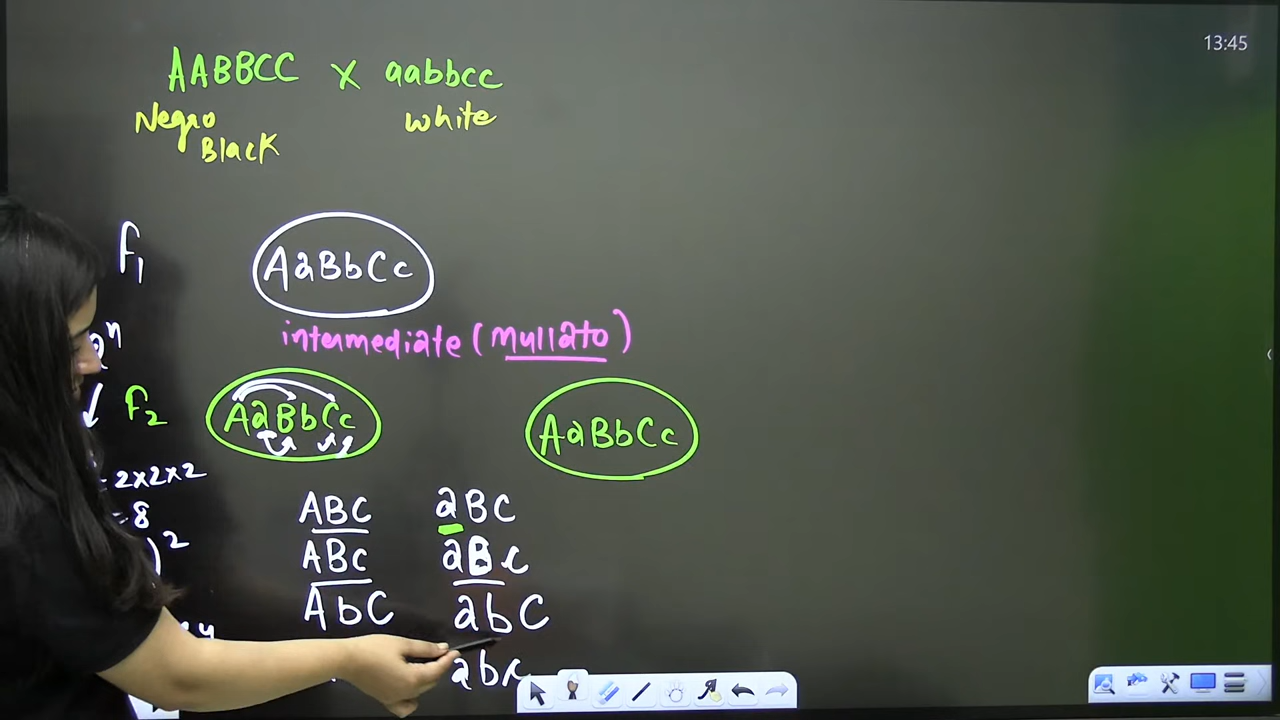 13:45
AABBCC X aabbcc
Negro White
Black
F1 AaBbCc
intermediate (mullato)
F2 AaBbCc AaBbCc
2x2x2
=8
ABC aBC
ABc aBc
AbC abC
abc